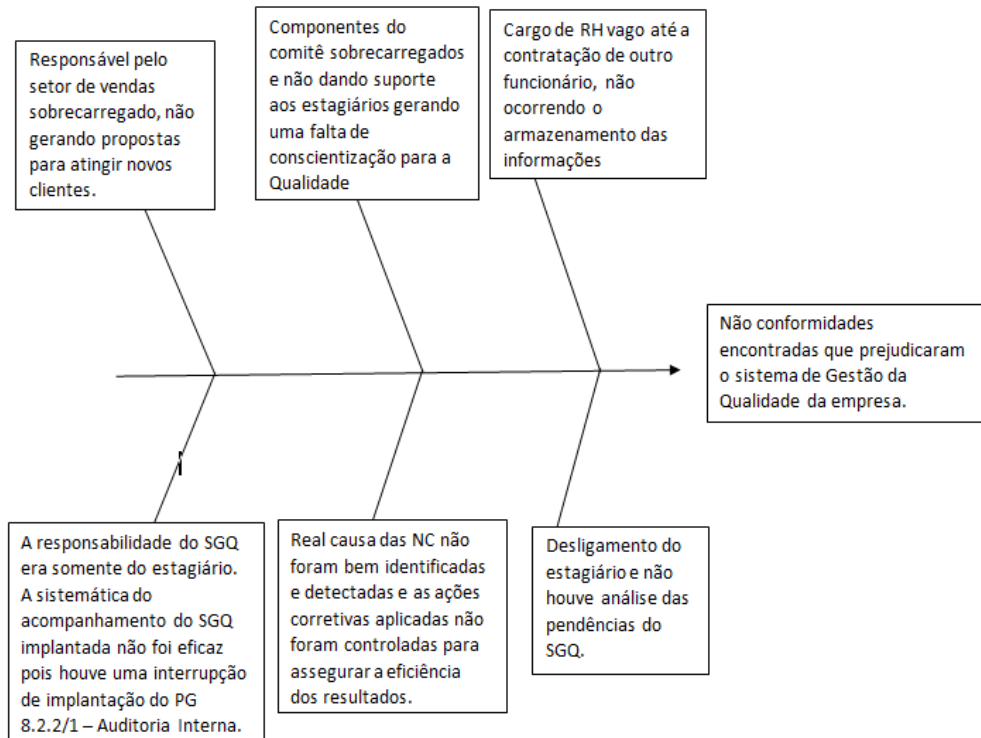 Responsável pelo
setor de vendas
sobrecarregado, não
gerando propostas
para atingir novos
clientes.
Componentes do
comitê sobrecarregados
e não dando suporte
aos estagiários gerando
uma falta de
conscientização para a
Qualidade
Cargo de RH vago até a
contratação de outro
funcionário, não
ocorrendo o
armazenamento das
informações
Não conformidades
encontradas que prejudicaram
o sistema de Gestão da
Qualidade da empresa.
A responsabilidade do SGQ
era somente do estagiário.
A sistemática do
acompanhamento do SGQ
implantada não foi eficaz
pois houve uma interrupção
de implantação do PG
8.2.2/1 – Auditoria Interna.
Real causa das NC não
foram bem identificadas
e detectadas e as ações
corretivas aplicadas não
foram controladas para
assegurar a eficiência
dos resultados.
Desligamento do
estagiário e não
houve análise das
pendências do
SGQ.